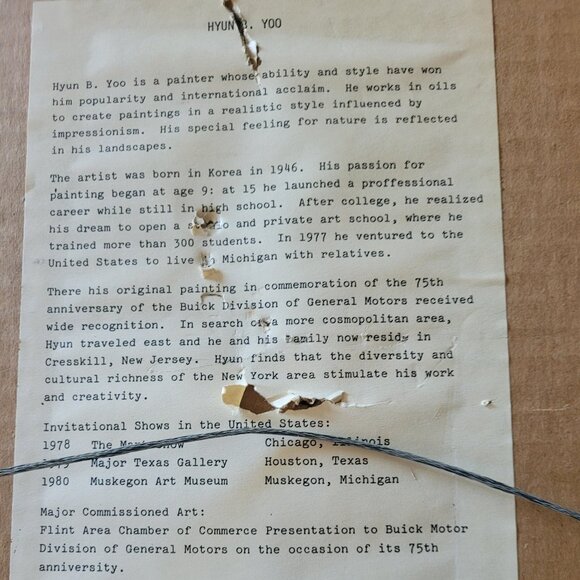 HYUN B. YOO
Hyun B. Yoo is a painter whose ability and style have won
him popularity and international acclaim. He works in oils
to create paintings in a realistic style influenced by
impressionism. His special feeling for nature is reflected
in his landscapes.
The artist was born in Korea in 1946. His passion for
painting began at age 9: at 15 he launched a proffessional
career while still in high school. After college, he realized
his dream to open a studio and private art school, where he
trained more than 300 students. In 1977 he ventured to the
United States to live in Michigan with relatives.
There his original painting in commemoration of the 75th
anniversary of the Buick Division of General Motors received
wide recognition. In search of a more cosmopolitan area,
Hyun traveled east and he and his family now reside in
Cresskill, New Jersey. Hyun finds that the diversity and
cultural richness of the New York area stimulate his work
and creativity.
Invitational Shows in the United States:
1978 The Show Chicago, Illinois
1979 Major Texas Gallery Houston, Texas
1980 Muskegon Art Museum Muskegon, Michigan
Major Commissioned Art:
Flint Area Chamber of Commerce Presentation to Buick Motor
Division of General Motors on the occasion of its 75th
anniversity.